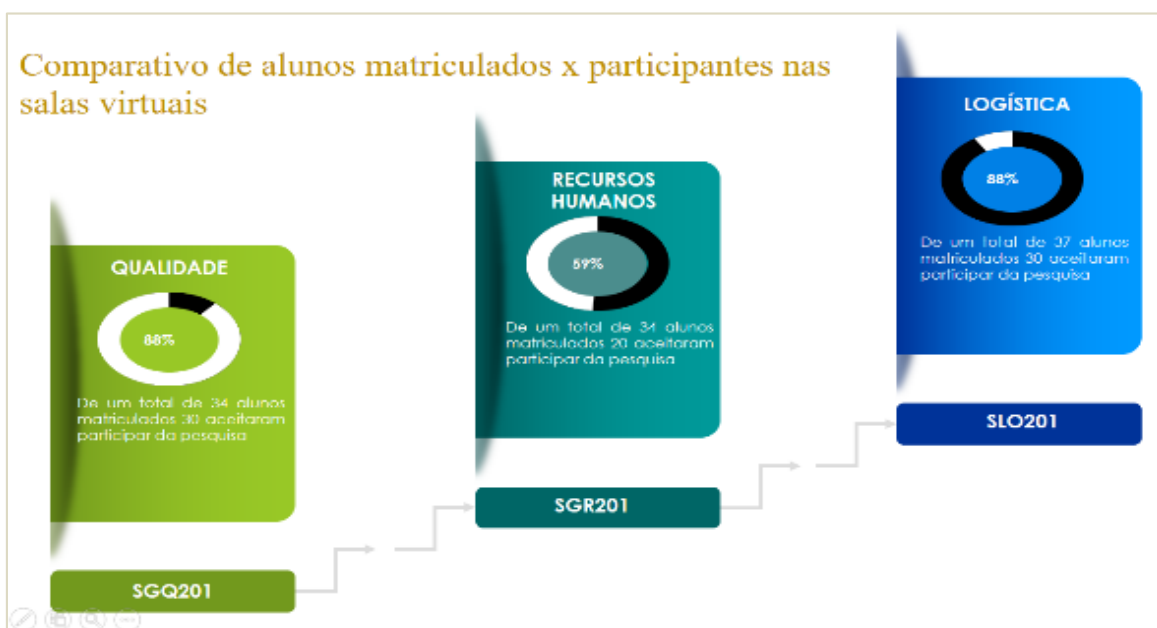 Comparativo de alunos matriculados x participantes nas
salas virtuais
QUALIDADE
88%
De um total de 34 alunos
matriculados 30 aceitaram
participar da pesquisa
SGQ201
RECURSOS
HUMANOS
59%
De um total de 34 alunos
matriculados 20 aceitaram
participar da pesquisa
SGR201
LOGÍSTICA
88%
De um total de 37 alunos
matriculados 30 aceitaram
participar da pesquisa
SLO201